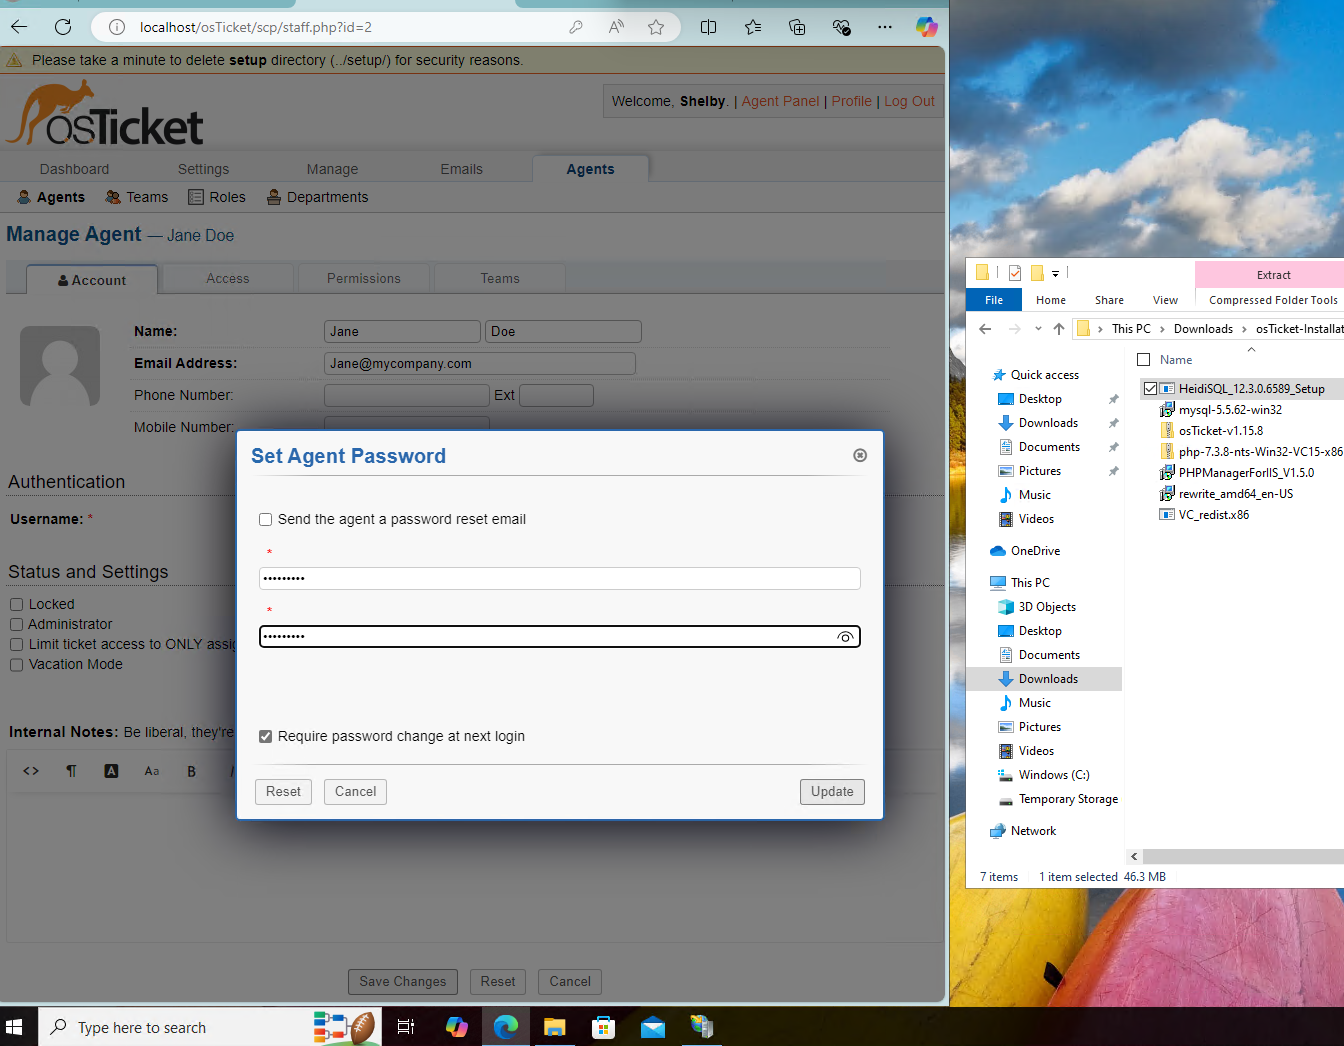 localhost/osTicket/scp/staff.php?id=2
Please take a minute to delete setup directory (../setup/) for security reasons.
osTicket
Welcome, Shelby. | Agent Panel | Profile | Log Out
Dashboard Settings Manage Emails Agents
Agents Teams Roles Departments
Manage Agent — Jane Doe
Account Access Permissions Teams
Name: Jane Doe
Email Address: Jane@mycompany.com
Phone Number: Ext
Mobile Number:
Authentication
Username: *
Status and Settings
Locked
Administrator
Limit ticket access to ONLY assig
Vacation Mode
Internal Notes: Be liberal, they're
Aa B I
Save Changes Reset Cancel
Set Agent Password
Send the agent a password reset email
*
•••••••••
*
•••••••••
Require password change at next login
Reset Cancel Update
Extract
File Home Share View Compressed Folder Tools
This PC > Downloads > osTicket-Installat
Name
Quick access
Desktop
Downloads
Documents
Pictures
Music
Videos
OneDrive
This PC
3D Objects
Desktop
Documents
Downloads
Music
Pictures
Videos
Windows (C:)
Temporary Storage
Network
HeidiSQL_12.3.0.6589_Setup
mysql-5.5.62-win32
osTicket-v1.15.8
php-7.3.8-nts-Win32-VC15-x86
PHPManagerForIIS_V1.5.0
rewrite_amd64_en-US
VC_redist.x86
7 items 1 item selected 46.3 MB
Type here to search